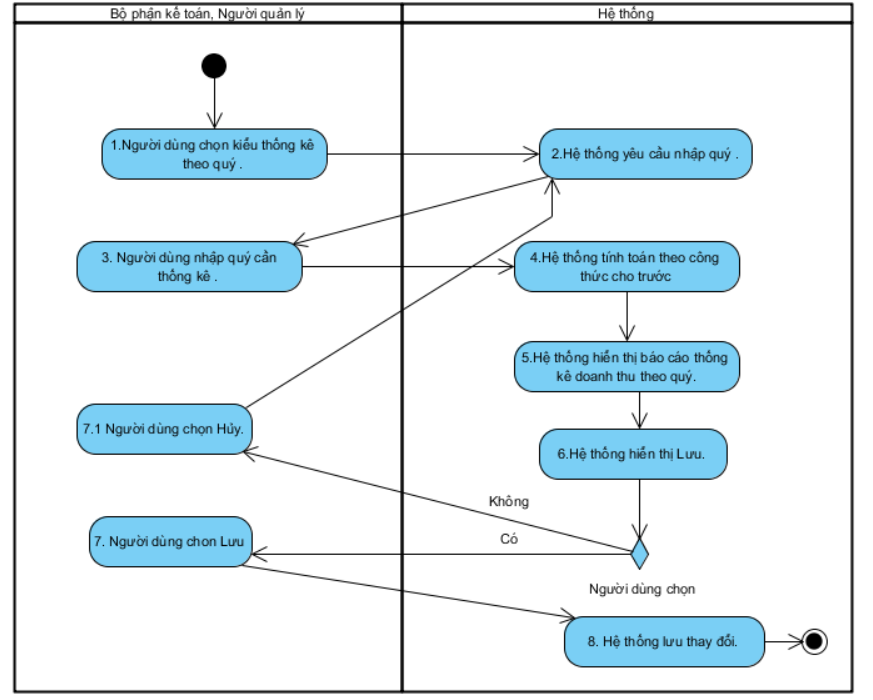 Bộ phận kế toán, Người quản lý
Hệ thống
1.Người dùng chọn kiểu thống kê
theo quý .
2.Hệ thống yêu cầu nhập quý .
3. Người dùng nhập quý cần
thống kê .
4.Hệ thống tính toán theo công
thức cho trước
5.Hệ thống hiển thị báo cáo thống
kê doanh thu theo quý.
7.1 Người dùng chọn Hủy.
6.Hệ thống hiển thị Lưu.
Không
7. Người dùng chon Lưu
Có
Người dùng chọn
8. Hệ thống lưu thay đổi.